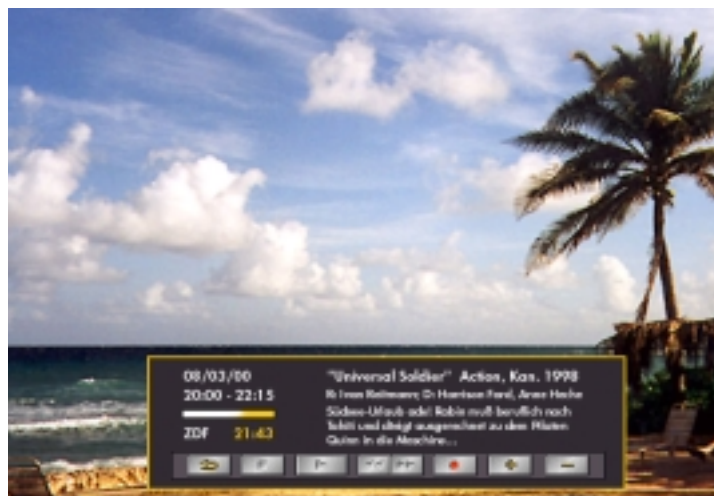 08/03/00
20:00 - 22:15
ZDF 21:43
"Universal Soldier" Action, Kan. 1998
R: Ivan Reitmann; D: Harrison Ford, Anne Heche
Südsee-Urlaub ade! Robin muß beruflich nach
Tahiti und steigt ausgerechnet zu dem Piloten
Quinn in die Maschine...